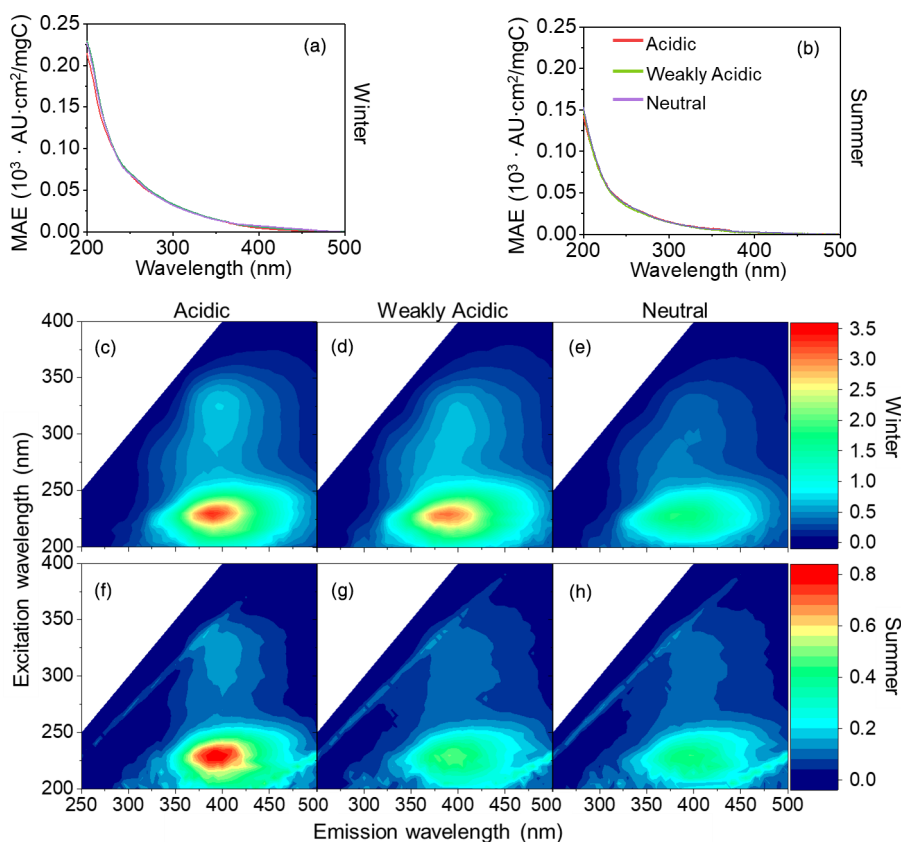 0.25
0.20
0.15
0.10
0.05
0.00
MAE (10³ · AU·cm²/mgC)
(a)
200 300 400 500
Wavelength (nm)
Winter
0.25
0.20
0.15
0.10
0.05
0.00
MAE (10³ · AU·cm²/mgC)
(b)
Acidic
Weakly Acidic
Neutral
200 300 400 500
Wavelength (nm)
Summer
Acidic Weakly Acidic Neutral
400
350
300
250
200
Excitation wavelength (nm)
(c) (d) (e)
3.5
3.0
2.5
2.0
1.5
1.0
0.5
0.0
Winter
400
350
300
250
200
Excitation wavelength (nm)
(f) (g) (h)
0.8
0.6
0.4
0.2
0.0
Summer
250 300 350 400 450 500 300 350 400 450 500 300 350 400 450 500
Emission wavelength (nm)